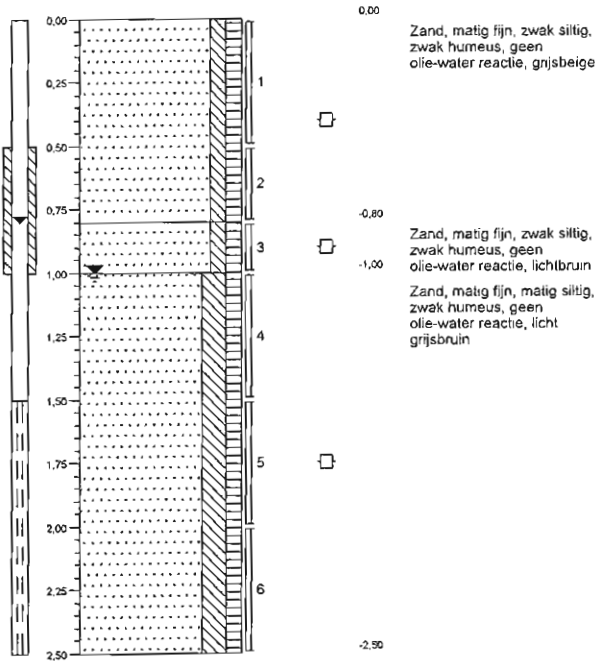 0,00
0,25
0,50
0,75
1,00
1,25
1,50
1,75
2,00
2,25
2,50
1
2
3
4
5
6
0,00
Zand, matig fijn, zwak siltig,
zwak humeus, geen
olie-water reactie, grijsbeige
-0,80
Zand, matig fijn, zwak siltig,
zwak humeus, geen
olie-water reactie, lichtbruin
-1,00
Zand, matig fijn, matig siltig,
zwak humeus, geen
olie-water reactie, licht
grijsbruin
-2,50